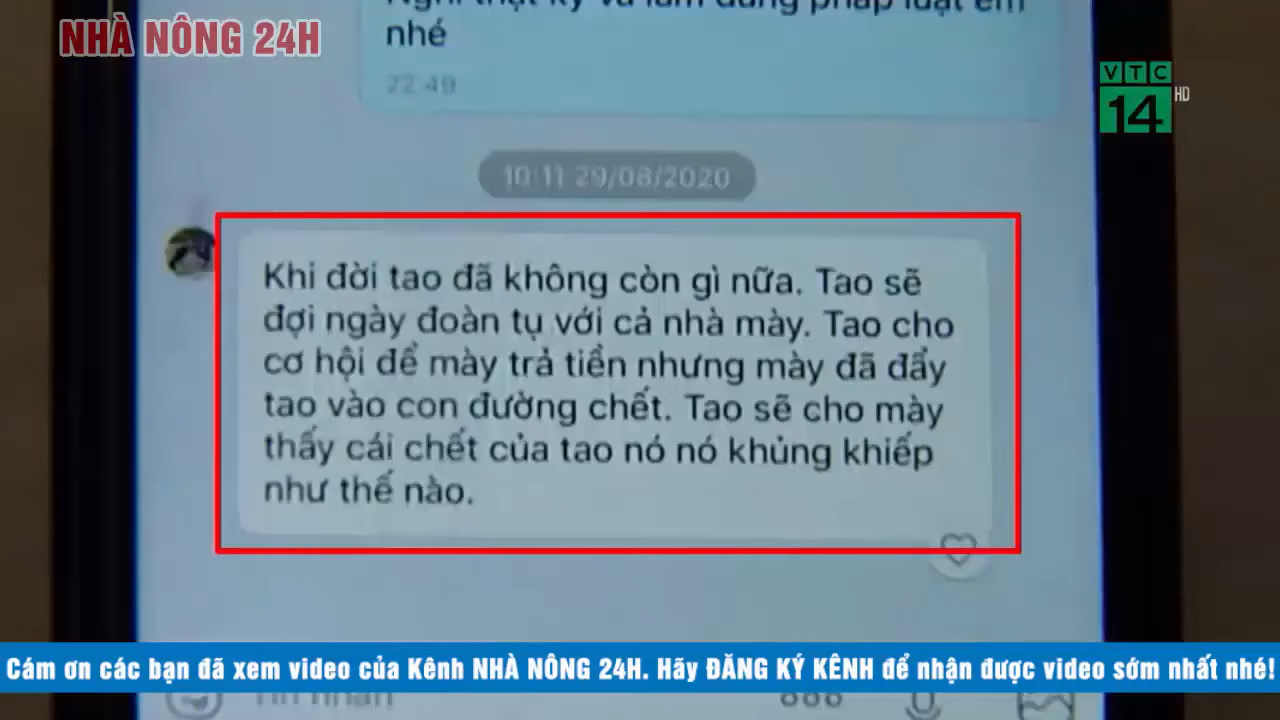 NHÀ NÔNG 24H
VTC
14
HD
nhé
22:49
10:11 29/08/2020
Khi đời tao đã không còn gì nữa. Tao sẽ
đợi ngày đoàn tụ với cả nhà mày. Tao cho
cơ hội để mày trả tiền nhưng mày đã đẩy
tao vào con đường chết. Tao sẽ cho mày
thấy cái chết của tao nó nó khủng khiếp
như thế nào.
Cám ơn các bạn đã xem video của Kênh NHÀ NÔNG 24H. Hãy ĐĂNG KÝ KÊNH để nhận được video sớm nhất nhé!